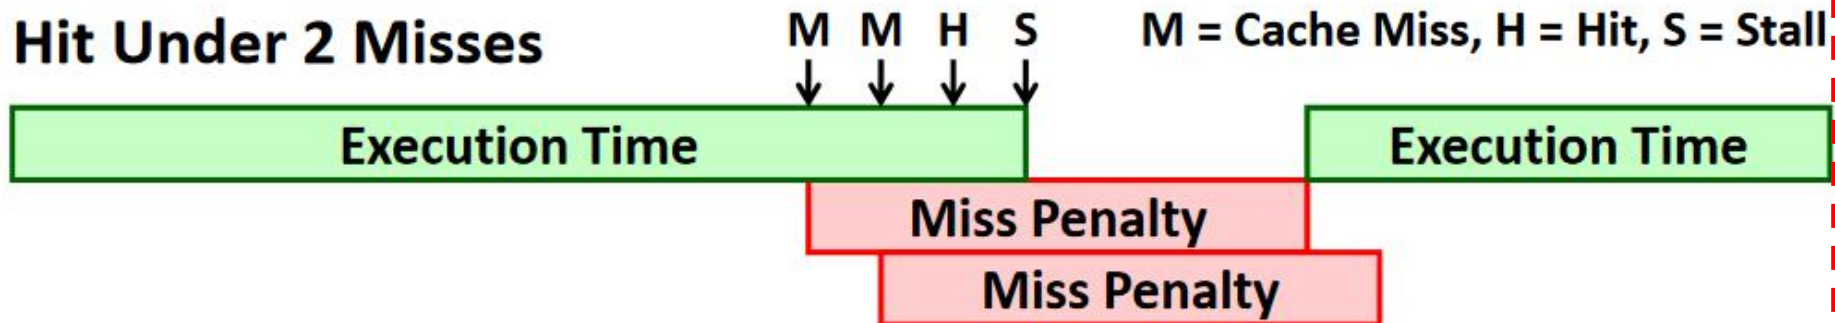 Hit Under 2 Misses
M M H S
M = Cache Miss, H = Hit, S = Stall
Execution Time
Execution Time
Miss Penalty
Miss Penalty